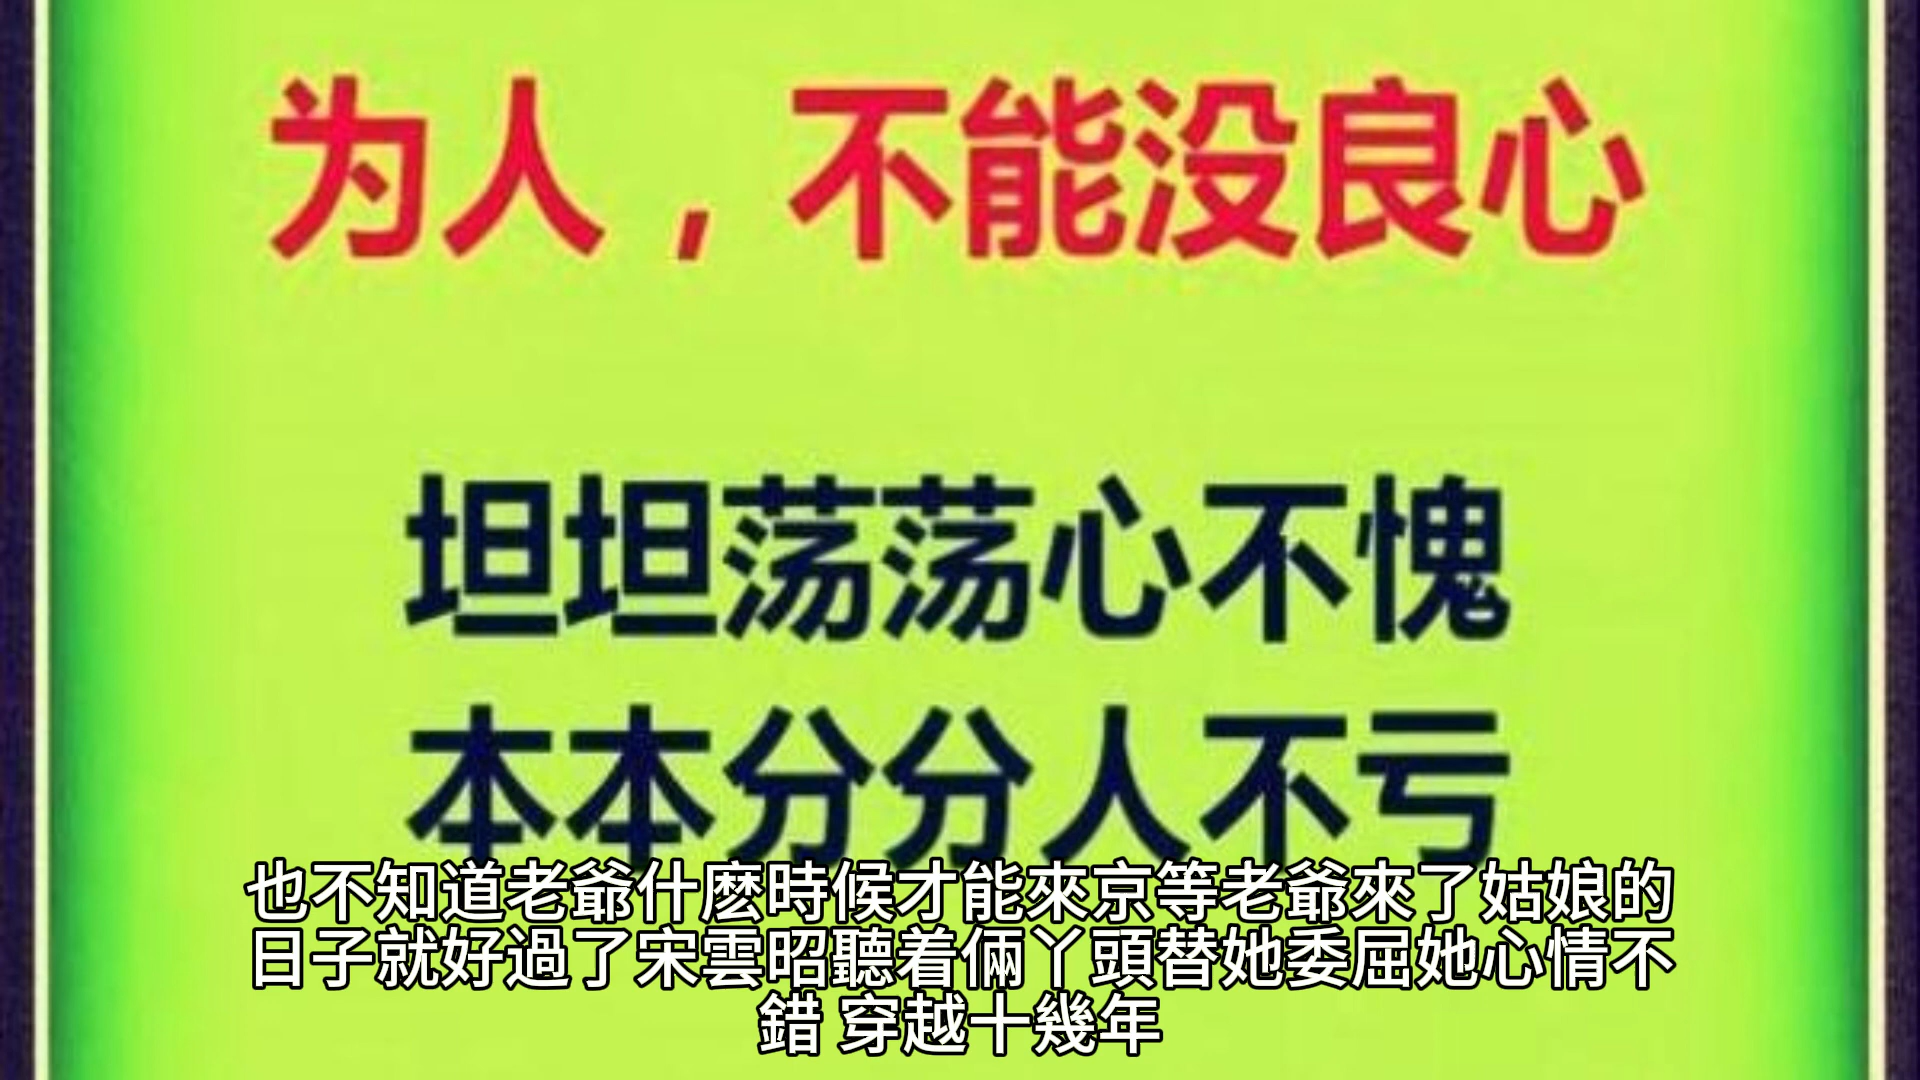 为人，不能没良心
坦坦荡荡心不愧
本本分分人不亏
也不知道老爺什麽時候才能來京等老爺來了姑娘的
日子就好過了宋雲昭聽着倆丫頭替她委屈她心情不
錯 穿越十幾年